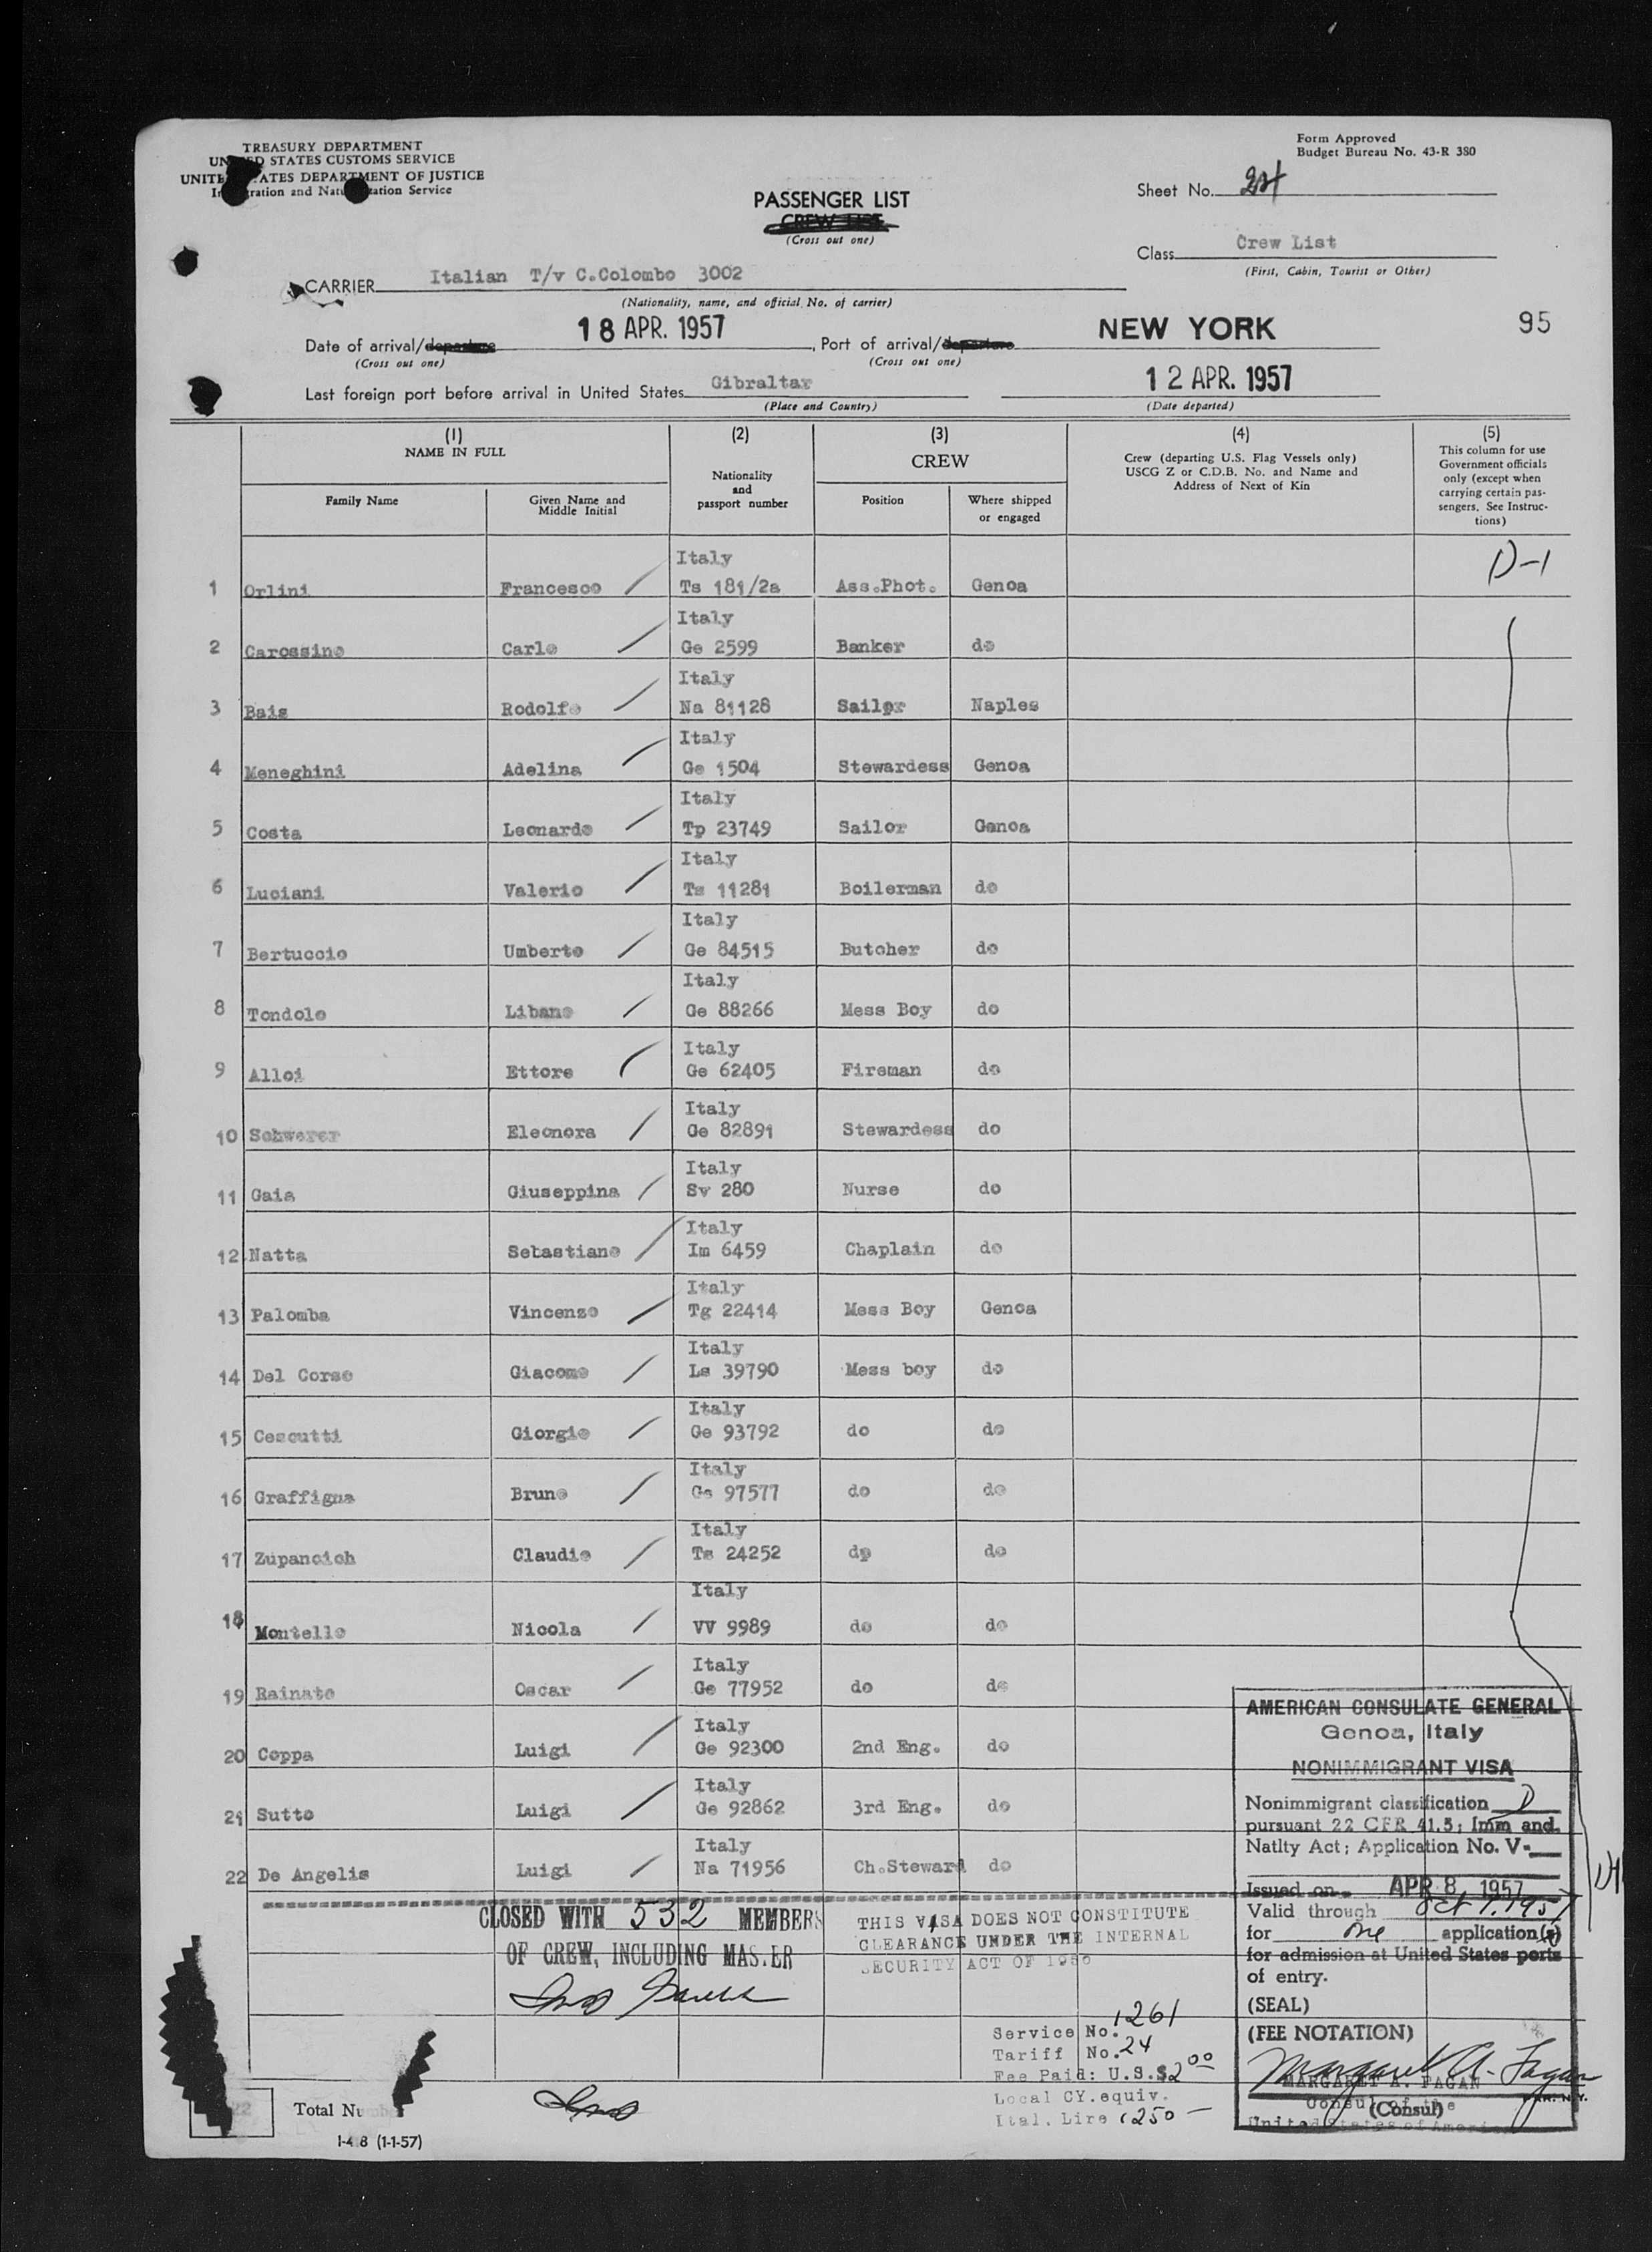 TREASURY DEPARTMENT
UNITED STATES CUSTOMS SERVICE
UNITED STATES DEPARTMENT OF JUSTICE
Immigration and Naturalization Service
Form Approved
Budget Bureau No. 43-R 380
PASSENGER LIST
CREW LIST
(Cross out one)
Sheet No. 24
Class Crew List
(First, Cabin, Tourist or Other)
CARRIER Italian T/v C.Colombo 3002
(Nationality, name, and official No. of carrier)
95
Date of arrival/departure 18 APR. 1957, Port of arrival/departure NEW YORK
(Cross out one) (Cross out one)
Last foreign port before arrival in United States Gibraltar 12 APR. 1957
(Place and Country) (Date departed)
(1) (2) (3) (4) (5)
NAME IN FULL
Family Name
Given Name and
Middle Initial
Nationality
and
passport number
CREW
Position
Where shipped
or engaged
Crew (departing U.S. Flag Vessels only)
USCG Z or C.D.B. No. and Name and
Address of Next of Kin
This column for use
Government officials
only (except when
carrying certain pas-
sengers. See Instruc-
tions)
D-1
Italy
1 Orlini Francesco Ts 181/2a Ass.Phot. Genoa
Italy
2 Carossino Carlo Ge 2599 Banker do
Italy
3 Bais Rodolfo Na 81128 Sailor Naples
Italy
4 Meneghini Adelina Ge 1504 Stewardess Genoa
Italy
5 Costa Leonardo Tp 23749 Sailor Genoa
Italy
6 Luciani Valerio Ts 11281 Boilerman do
Italy
7 Bertuccio Umberto Ge 84515 Butcher do
Italy
8 Tondolo Libano Ge 88266 Mess Boy do
Italy
9 Alloi Ettore Ge 62405 Fireman do
Italy
10 Schwerer Eleonora Ge 82891 Stewardess do
Italy
11 Gaia Giuseppina Sv 280 Nurse do
Italy
12 Natta Sebastiano Im 6459 Chaplain do
Italy
13 Palomba Vincenzo Tg 22414 Mess Boy Genoa
Italy
14 Del Corso Giacomo Ls 39790 Mess boy do
Italy
15 Cescutti Giorgio Ge 93792 do do
Italy
16 Graffigna Bruno Ge 97577 do do
Italy
17 Zupancich Claudio Ts 24252 do do
Italy
18 Montello Nicola VV 9989 do do
Italy
19 Rainato Oscar Ge 77952 do do
Italy
20 Coppa Luigi Ge 92300 2nd Eng. do
Italy
21 Sutto Luigi Ge 92862 3rd Eng. do
Italy
22 De Angelis Luigi Na 71956 Ch.Steward do
AMERICAN CONSULATE GENERAL
Genoa, Italy
NONIMMIGRANT VISA
Nonimmigrant classification D
pursuant 22 CFR 41.5; Imm and.
Natlty Act; Application No. V-
Issued on APR 8 1957
Valid through Oct 7, 1957
for one application(s)
for admission at United States ports
of entry.
(SEAL)
(FEE NOTATION)
Margaret A. Fagan
MARGARET A. FAGAN
Consul of the
(Consul)
United States of America
CLOSED WITH 532 MEMBERS
OF CREW, INCLUDING MASTER
THIS VISA DOES NOT CONSTITUTE
CLEARANCE UNDER THE INTERNAL
SECURITY ACT OF 1950
Service No. 1261
Tariff No. 24
Fee Paid: U.S.$2 00
Local CY.equiv.
Ital. Lire 1250 —
22 Total Number
(1-1-57)